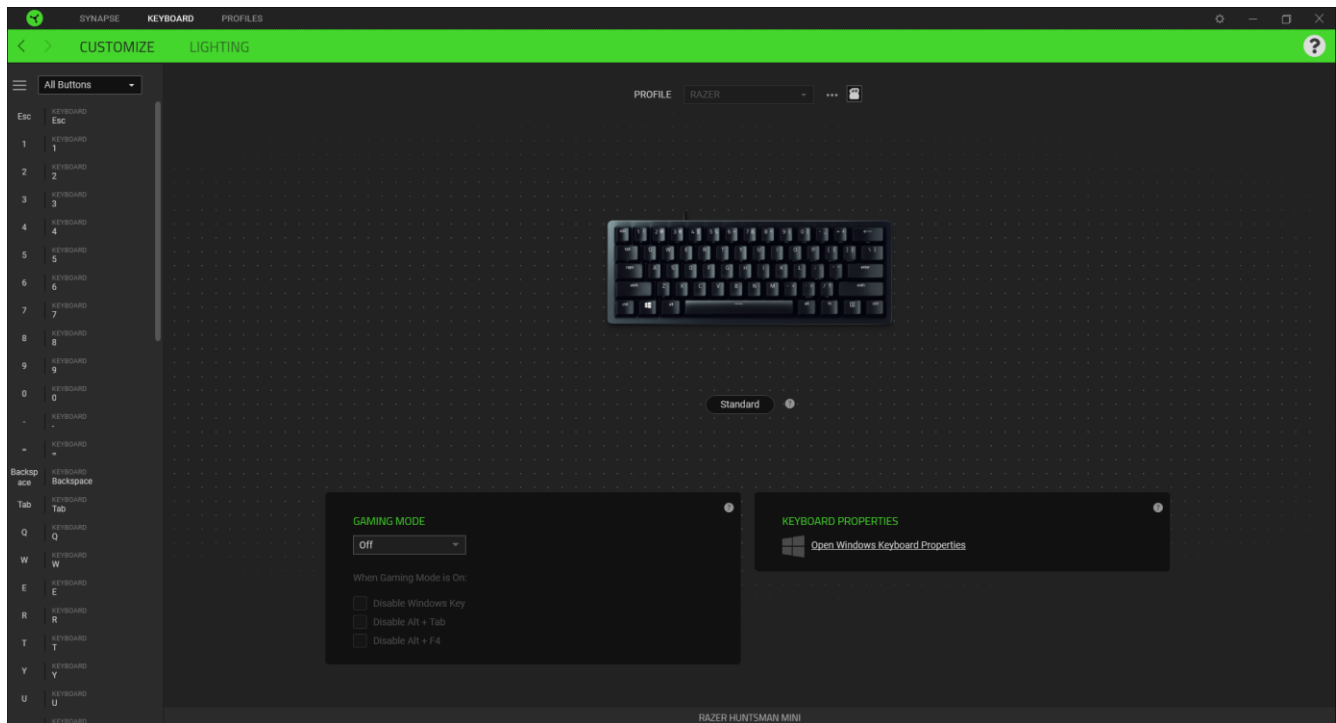 SYNAPSE KEYBOARD PROFILES
CUSTOMIZE LIGHTING ?
All Buttons
PROFILE RAZER •••
Esc KEYBOARD
Esc
1 KEYBOARD
1
2 KEYBOARD
2
3 KEYBOARD
3
4 KEYBOARD
4
5 KEYBOARD
5
6 KEYBOARD
6
7 KEYBOARD
7
8 KEYBOARD
8
9 KEYBOARD
9
0 KEYBOARD
0
- KEYBOARD
-
= KEYBOARD
=
Backsp
ace
KEYBOARD
Backspace
Tab KEYBOARD
Tab
Q KEYBOARD
Q
W KEYBOARD
W
E KEYBOARD
E
R KEYBOARD
R
T KEYBOARD
T
Y KEYBOARD
Y
U KEYBOARD
U
KEYBOARD
Standard ?
GAMING MODE ?
Off
When Gaming Mode is On:
Disable Windows Key
Disable Alt + Tab
Disable Alt + F4
KEYBOARD PROPERTIES ?
Open Windows Keyboard Properties
RAZER HUNTSMAN MINI